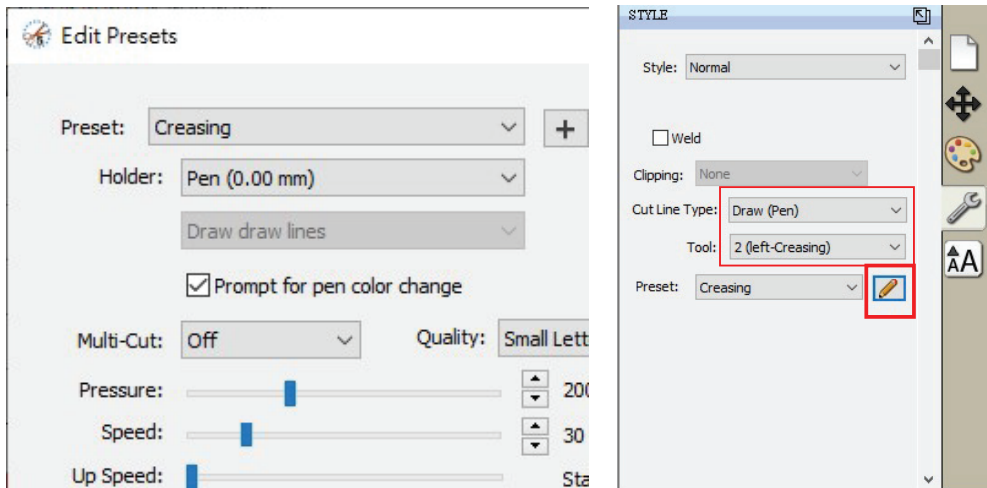 Edit Presets
Preset: Creasing +
Holder: Pen (0.00 mm)
Draw draw lines
Prompt for pen color change
Multi-Cut: Off Quality: Small Lett
Pressure: 200
Speed: 30
Up Speed: Sta
STYLE
Style: Normal
Weld
Clipping: None
Cut Line Type: Draw (Pen)
Tool: 2 (left-Creasing)
Preset: Creasing
AA